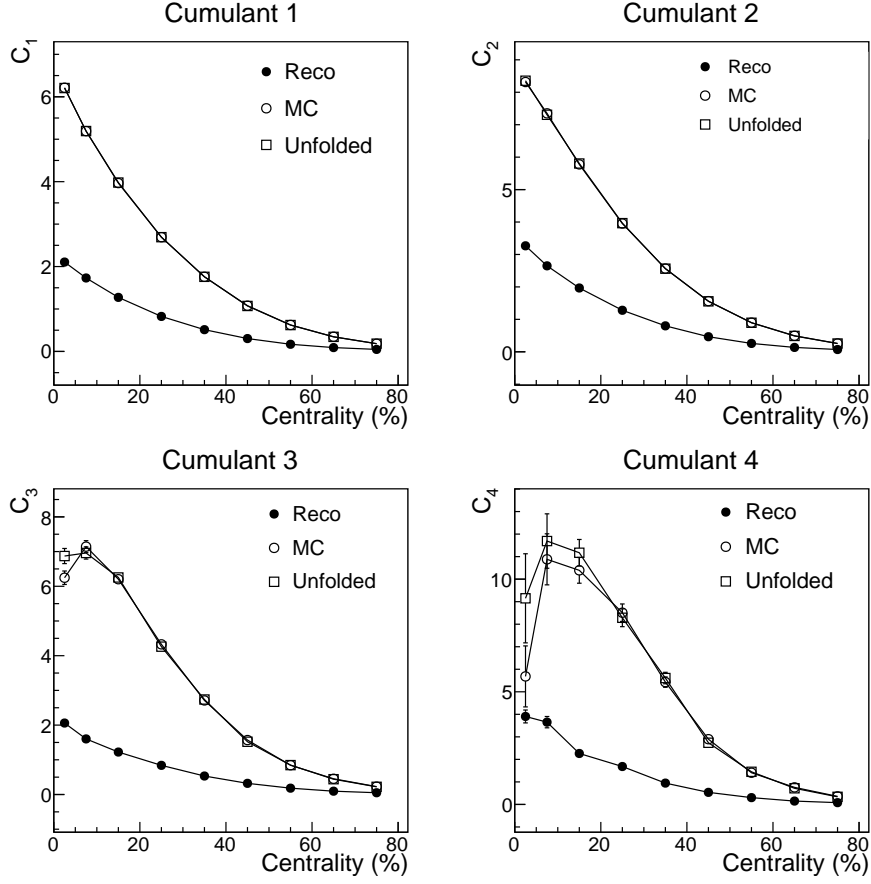 Cumulant 1
C1
6
4
2
0
Reco
MC
Unfolded
0 20 40 60 80
Centrality (%)
Cumulant 2
C2
5
0
Reco
MC
Unfolded
0 20 40 60 80
Centrality (%)
Cumulant 3
C3
8
6
4
2
0
Reco
MC
Unfolded
0 20 40 60 80
Centrality (%)
Cumulant 4
C4
10
5
0
Reco
MC
Unfolded
0 20 40 60 80
Centrality (%)